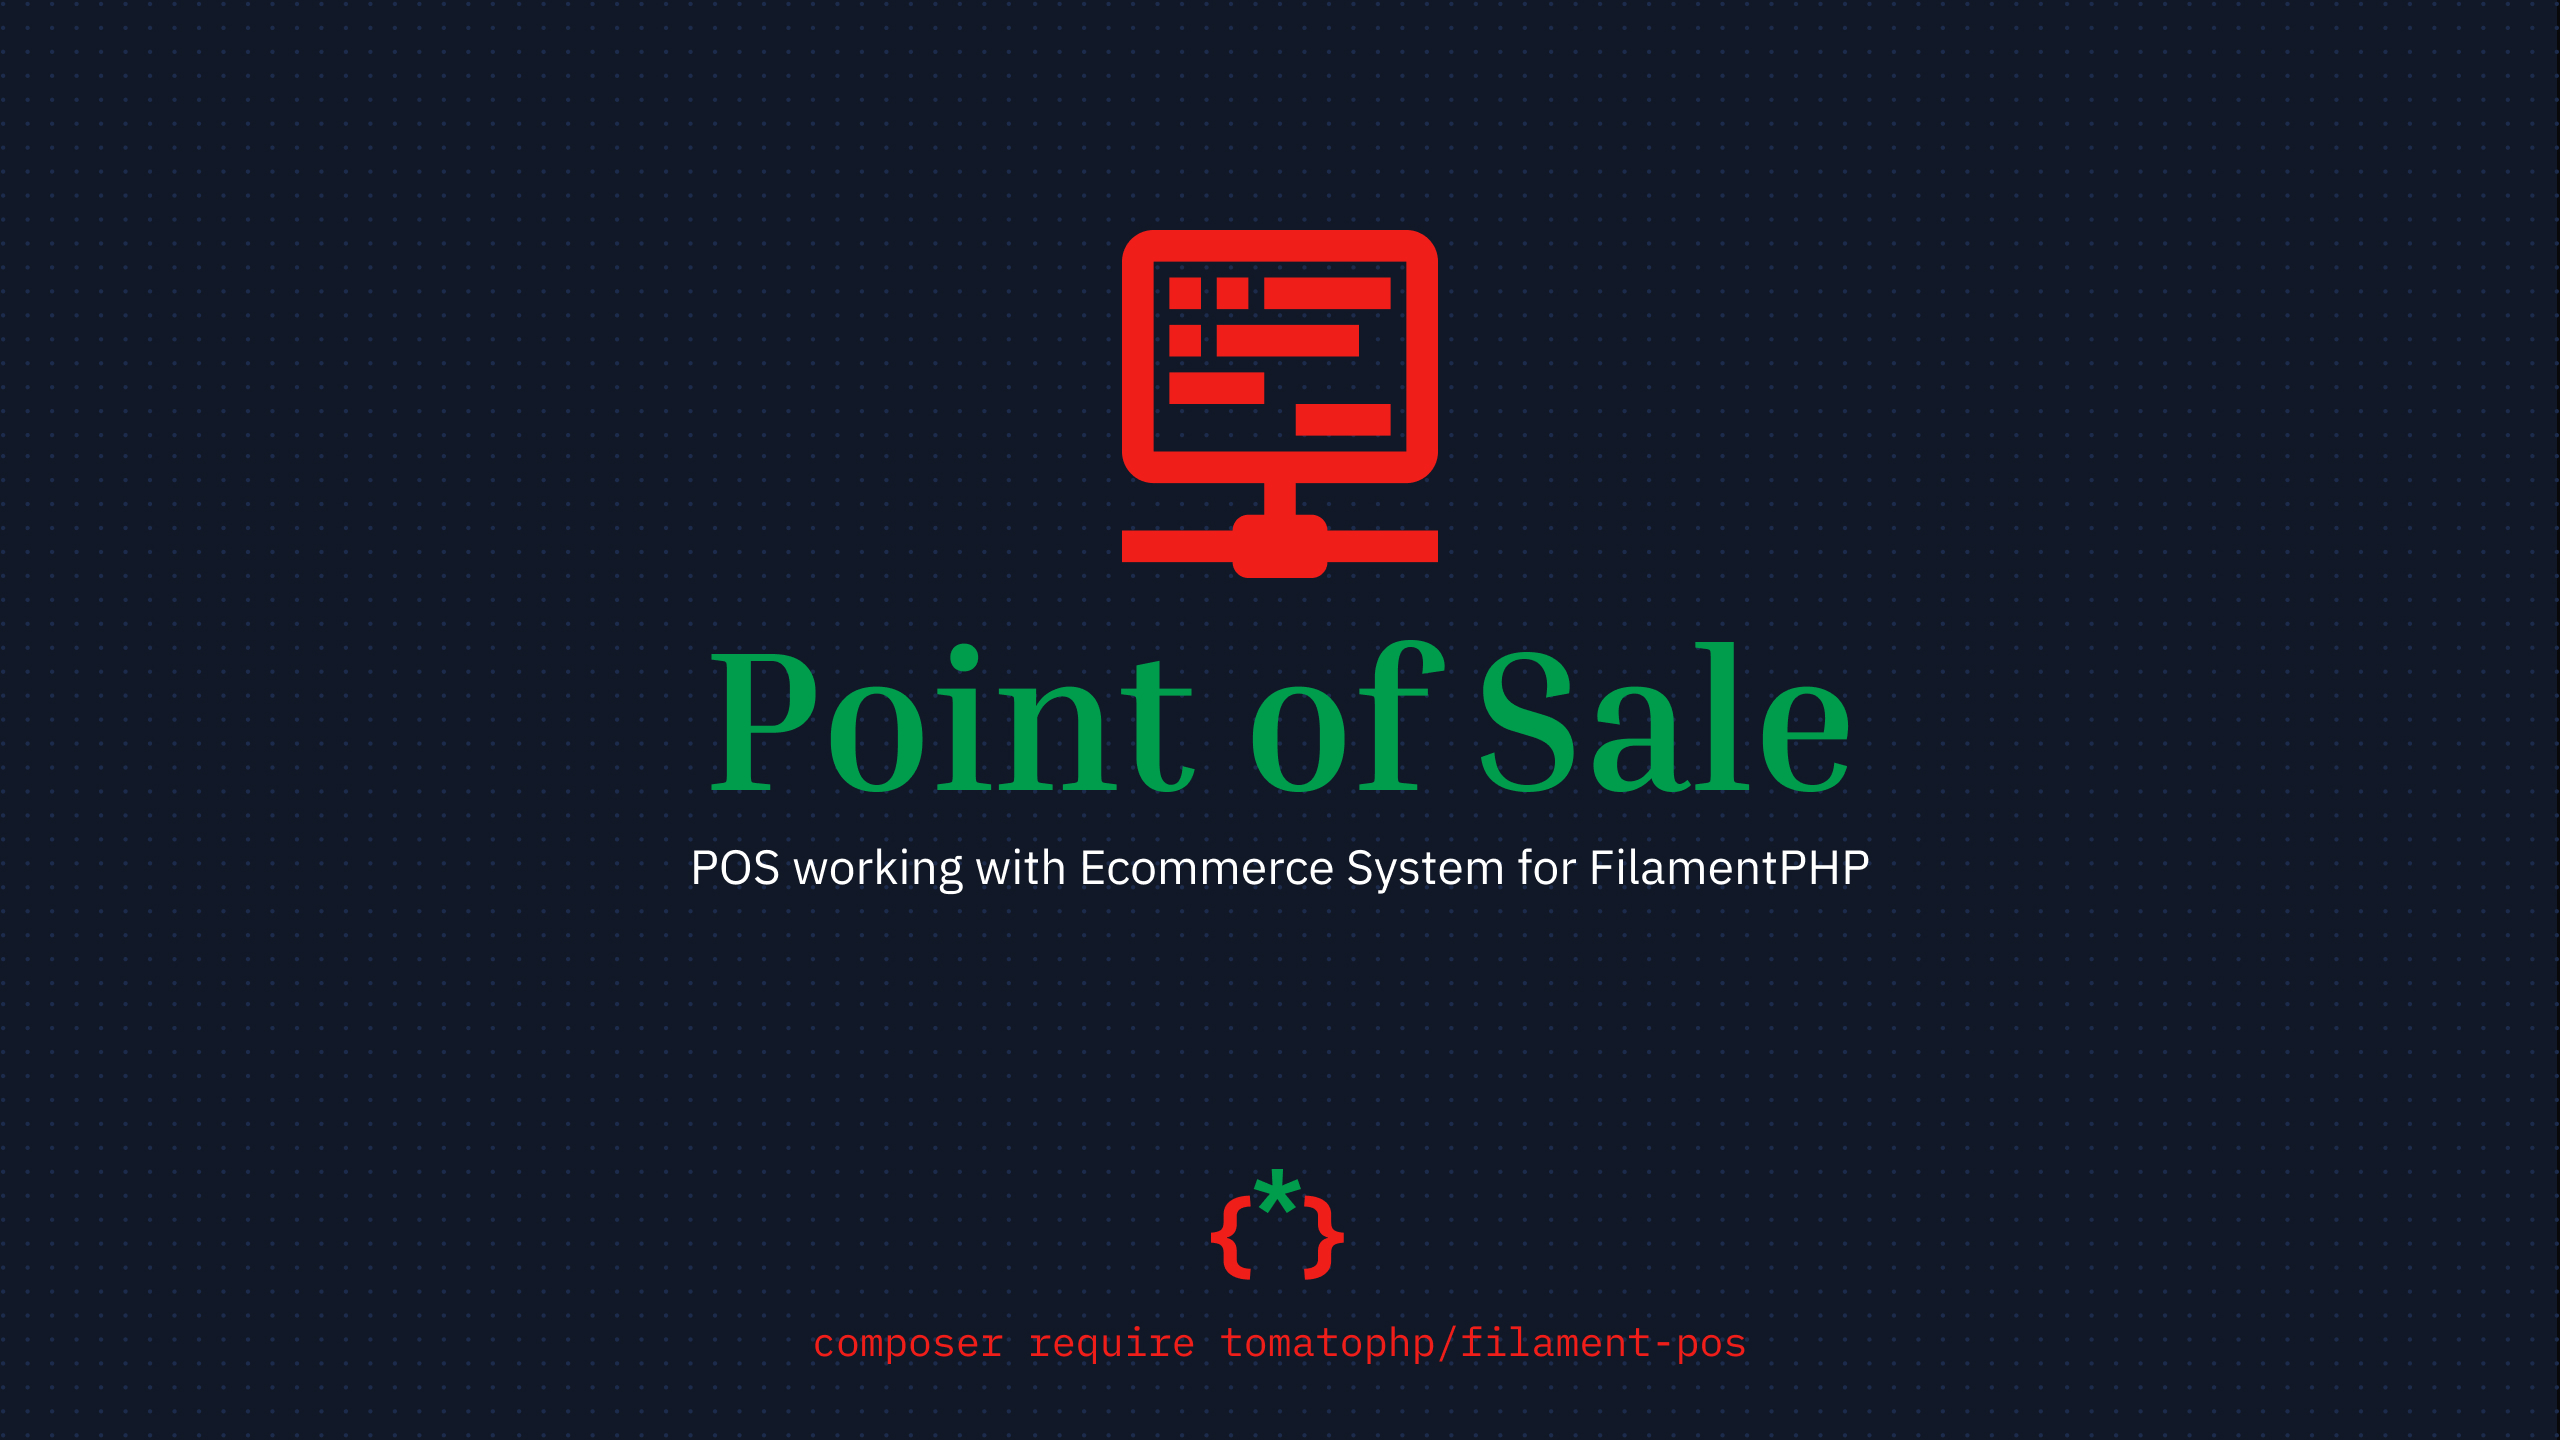 Point of Sale
POS working with Ecommerce System for FilamentPHP
{*}
composer require tomatophp/filament-pos